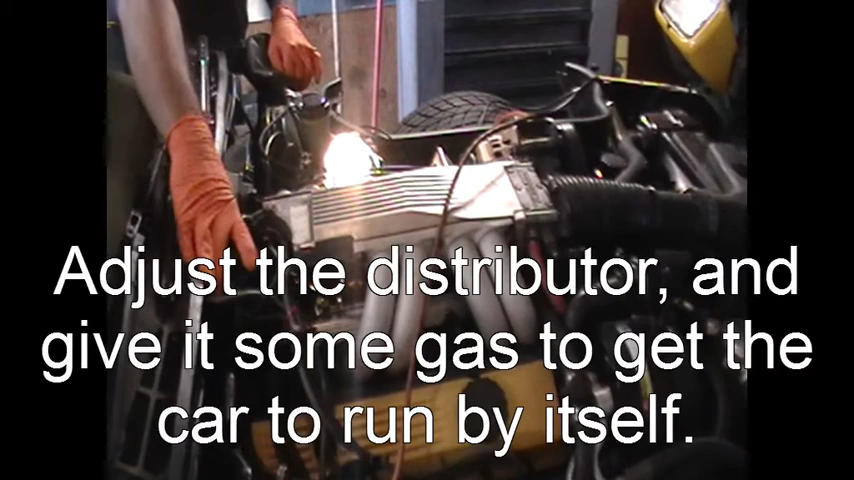 Adjust the distributor, and
give it some gas to get the
car to run by itself.